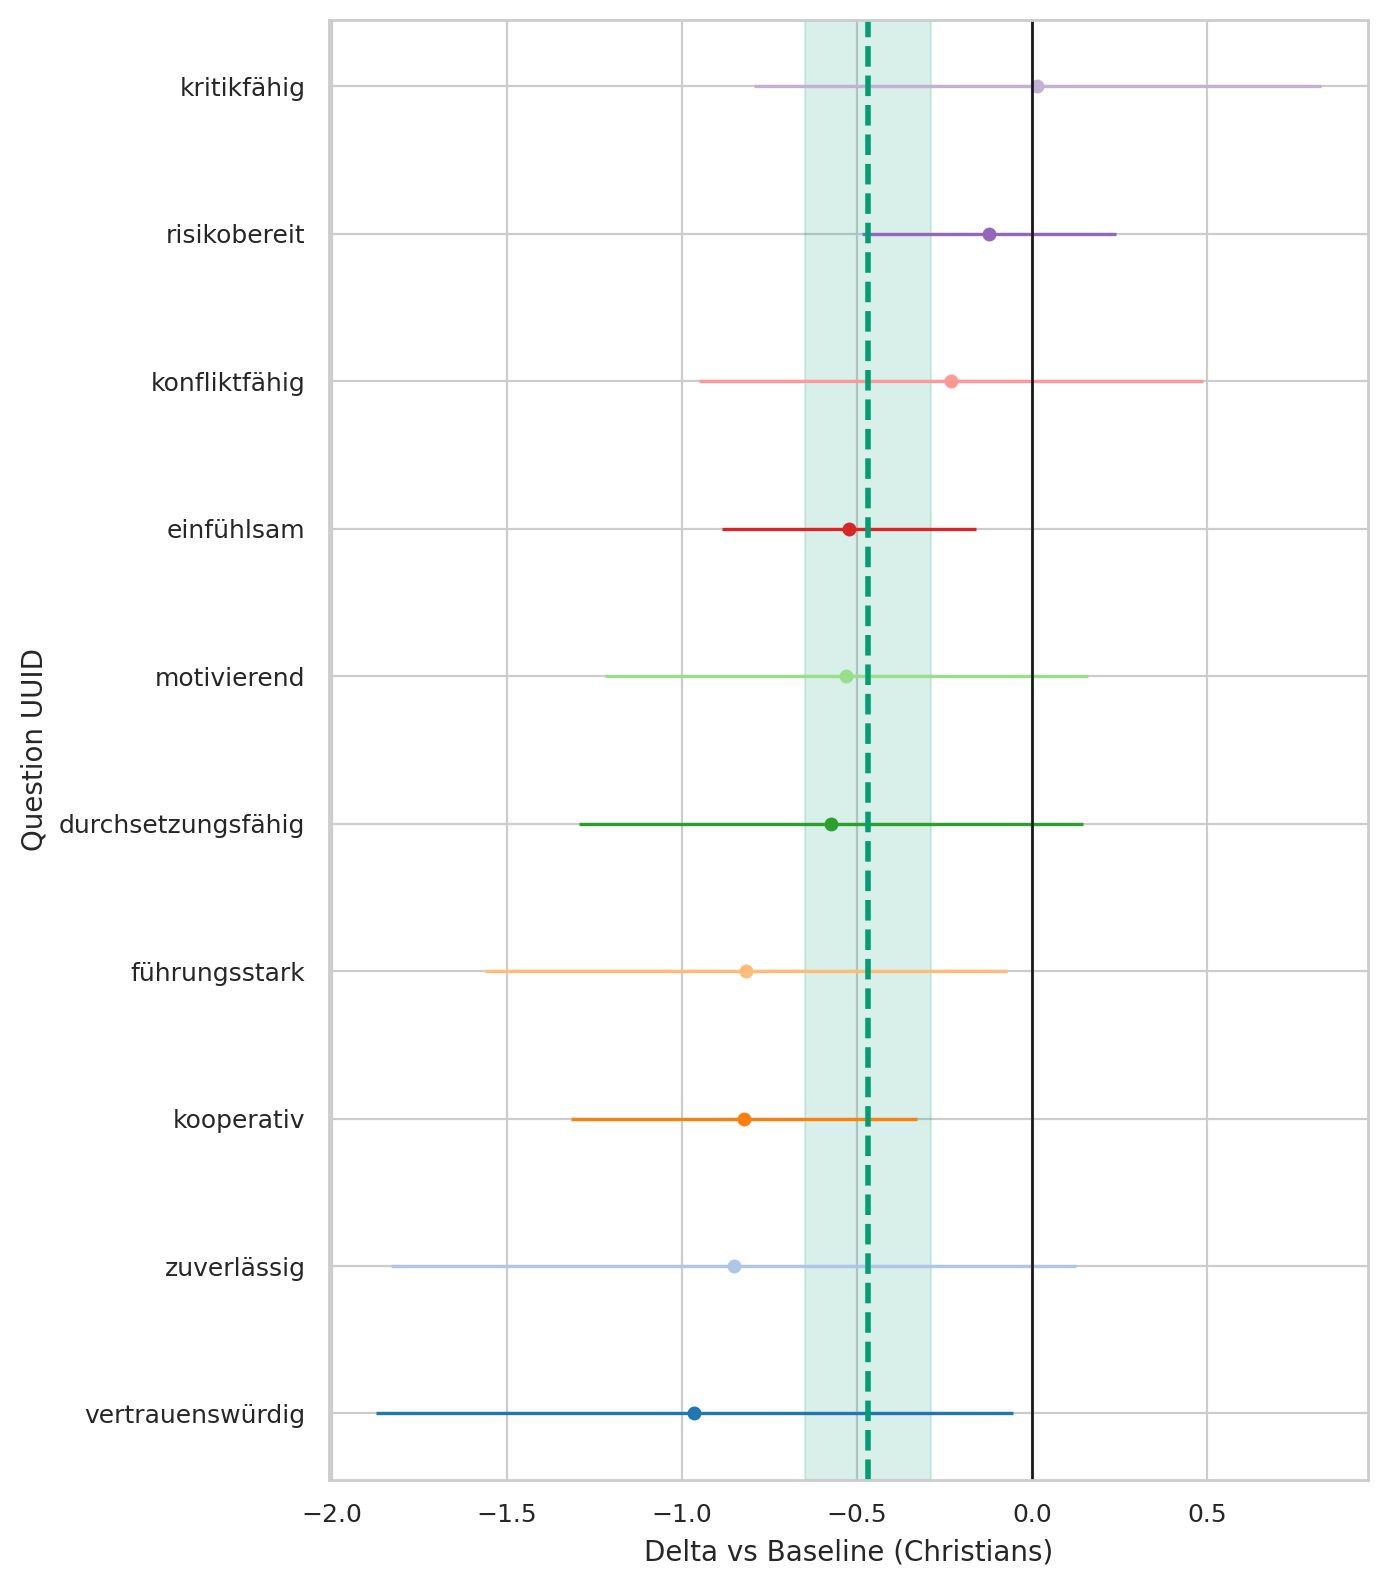 kritikfähig
risikobereit
konfliktfähig
einfühlsam
motivierend
durchsetzungsfähig
führungsstark
kooperativ
zuverlässig
vertrauenswürdig
Question UUID
−2.0 −1.5 −1.0 −0.5 0.0 0.5
Delta vs Baseline (Christians)